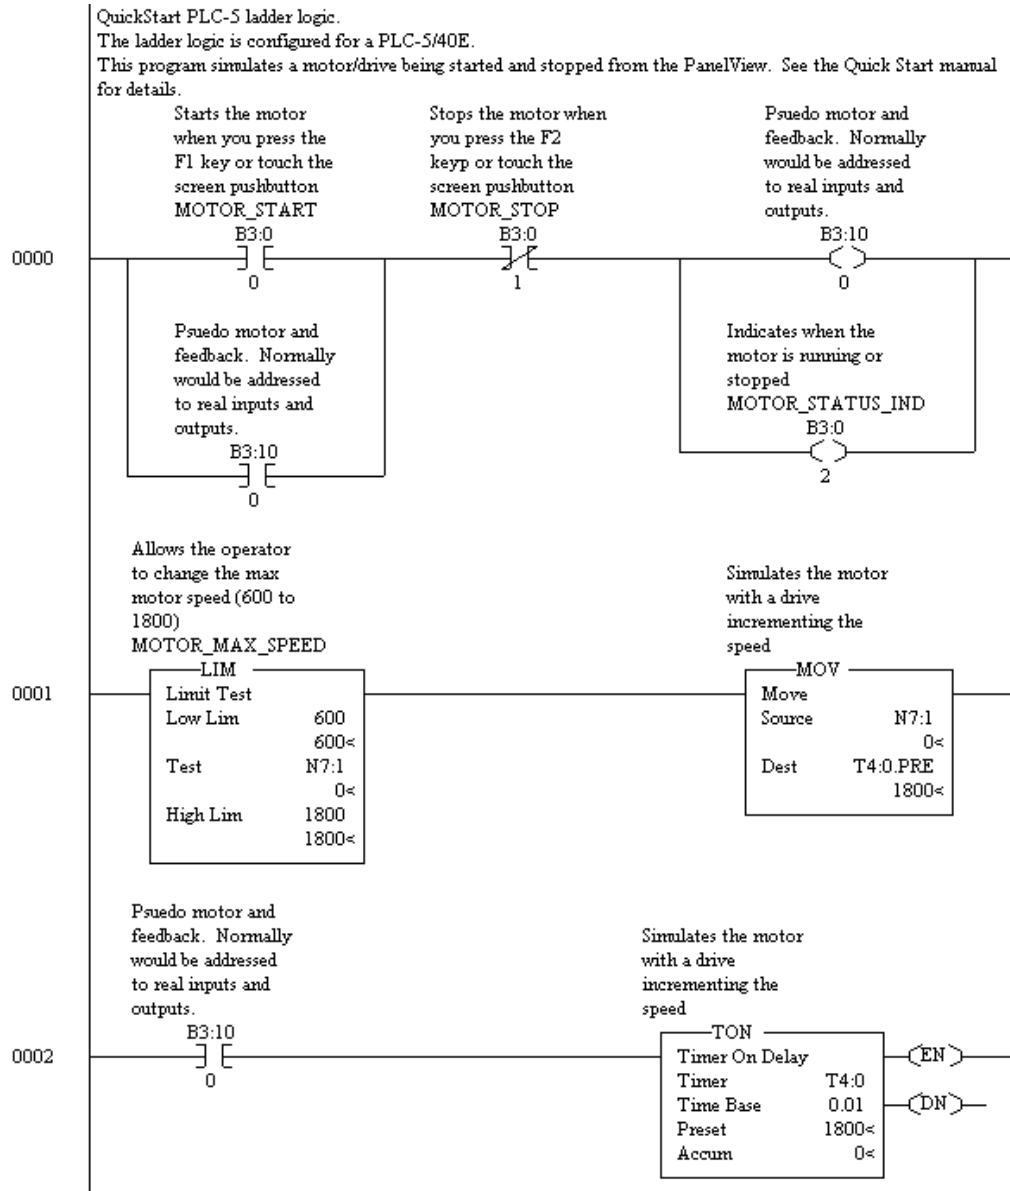 QuickStart PLC-5 ladder logic.
The ladder logic is configured for a PLC-5/40E.
This program simulates a motor/drive being started and stopped from the PanelView. See the Quick Start manual
for details.
Starts the motor
when you press the
F1 key or touch the
screen pushbutton
MOTOR_START
B3:0
0
Stops the motor when
you press the F2
keyp or touch the
screen pushbutton
MOTOR_STOP
B3:0
1
Psuedo motor and
feedback. Normally
would be addressed
to real inputs and
outputs.
B3:10
0
0000
Psuedo motor and
feedback. Normally
would be addressed
to real inputs and
outputs.
B3:10
0
Indicates when the
motor is running or
stopped
MOTOR_STATUS_IND
B3:0
2
Allows the operator
to change the max
motor speed (600 to
1800)
MOTOR_MAX_SPEED
0001
LIM
Limit Test
Low Lim 600
600<
Test N7:1
0<
High Lim 1800
1800<
Simulates the motor
with a drive
incrementing the
speed
MOV
Move
Source N7:1
0<
Dest T4:0.PRE
1800<
Psuedo motor and
feedback. Normally
would be addressed
to real inputs and
outputs.
B3:10
0
0002
Simulates the motor
with a drive
incrementing the
speed
TON
Timer On Delay
Timer T4:0
Time Base 0.01
Preset 1800<
Accum 0<
EN
DN